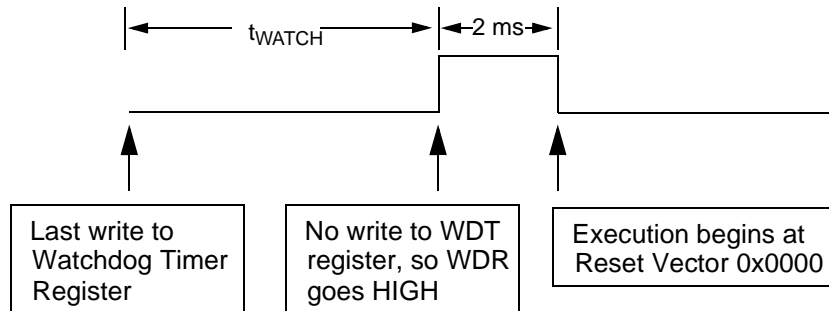 tWATCH
2 ms
Last write to
Watchdog Timer
Register
No write to WDT
register, so WDR
goes HIGH
Execution begins at
Reset Vector 0x0000